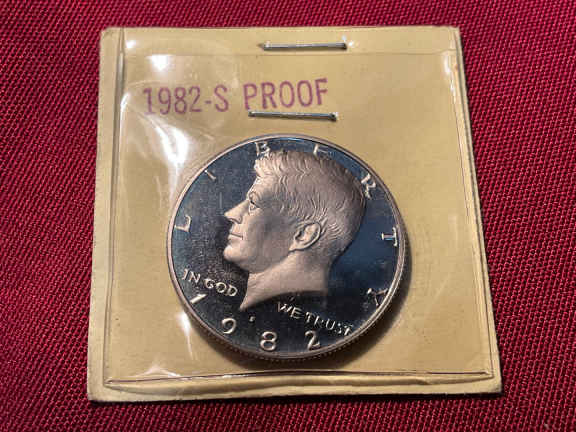 1982-S PROOF
LIBERTY
IN GOD WE TRUST
S
1982